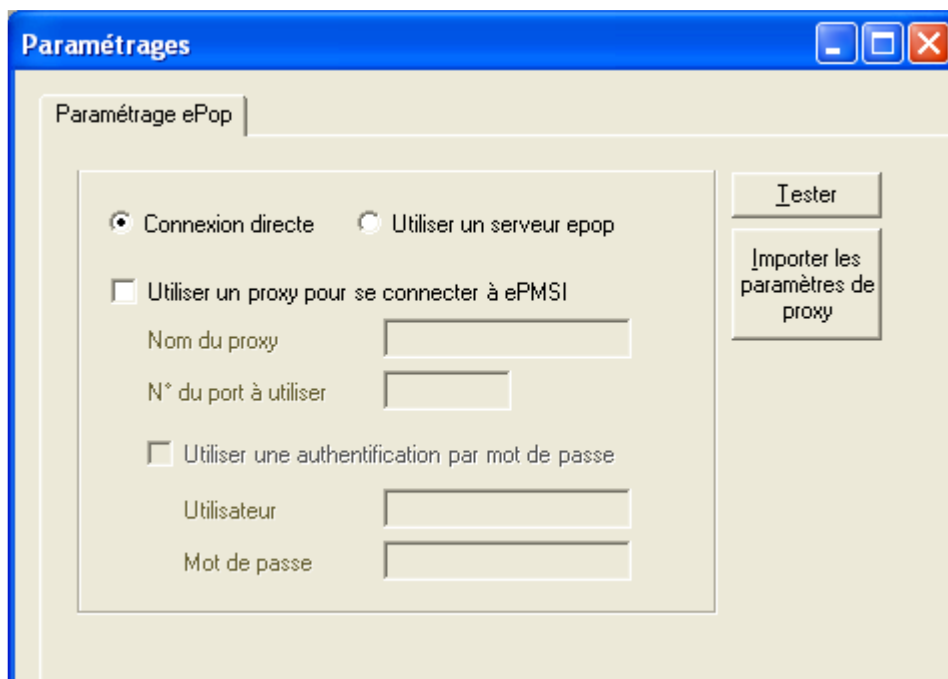 Paramétrages
Paramétrage ePop
Connexion directe
Utiliser un serveur epop
Tester
Importer les
paramètres de
proxy
Utiliser un proxy pour se connecter à ePMSI
Nom du proxy
N° du port à utiliser
Utiliser une authentification par mot de passe
Utilisateur
Mot de passe